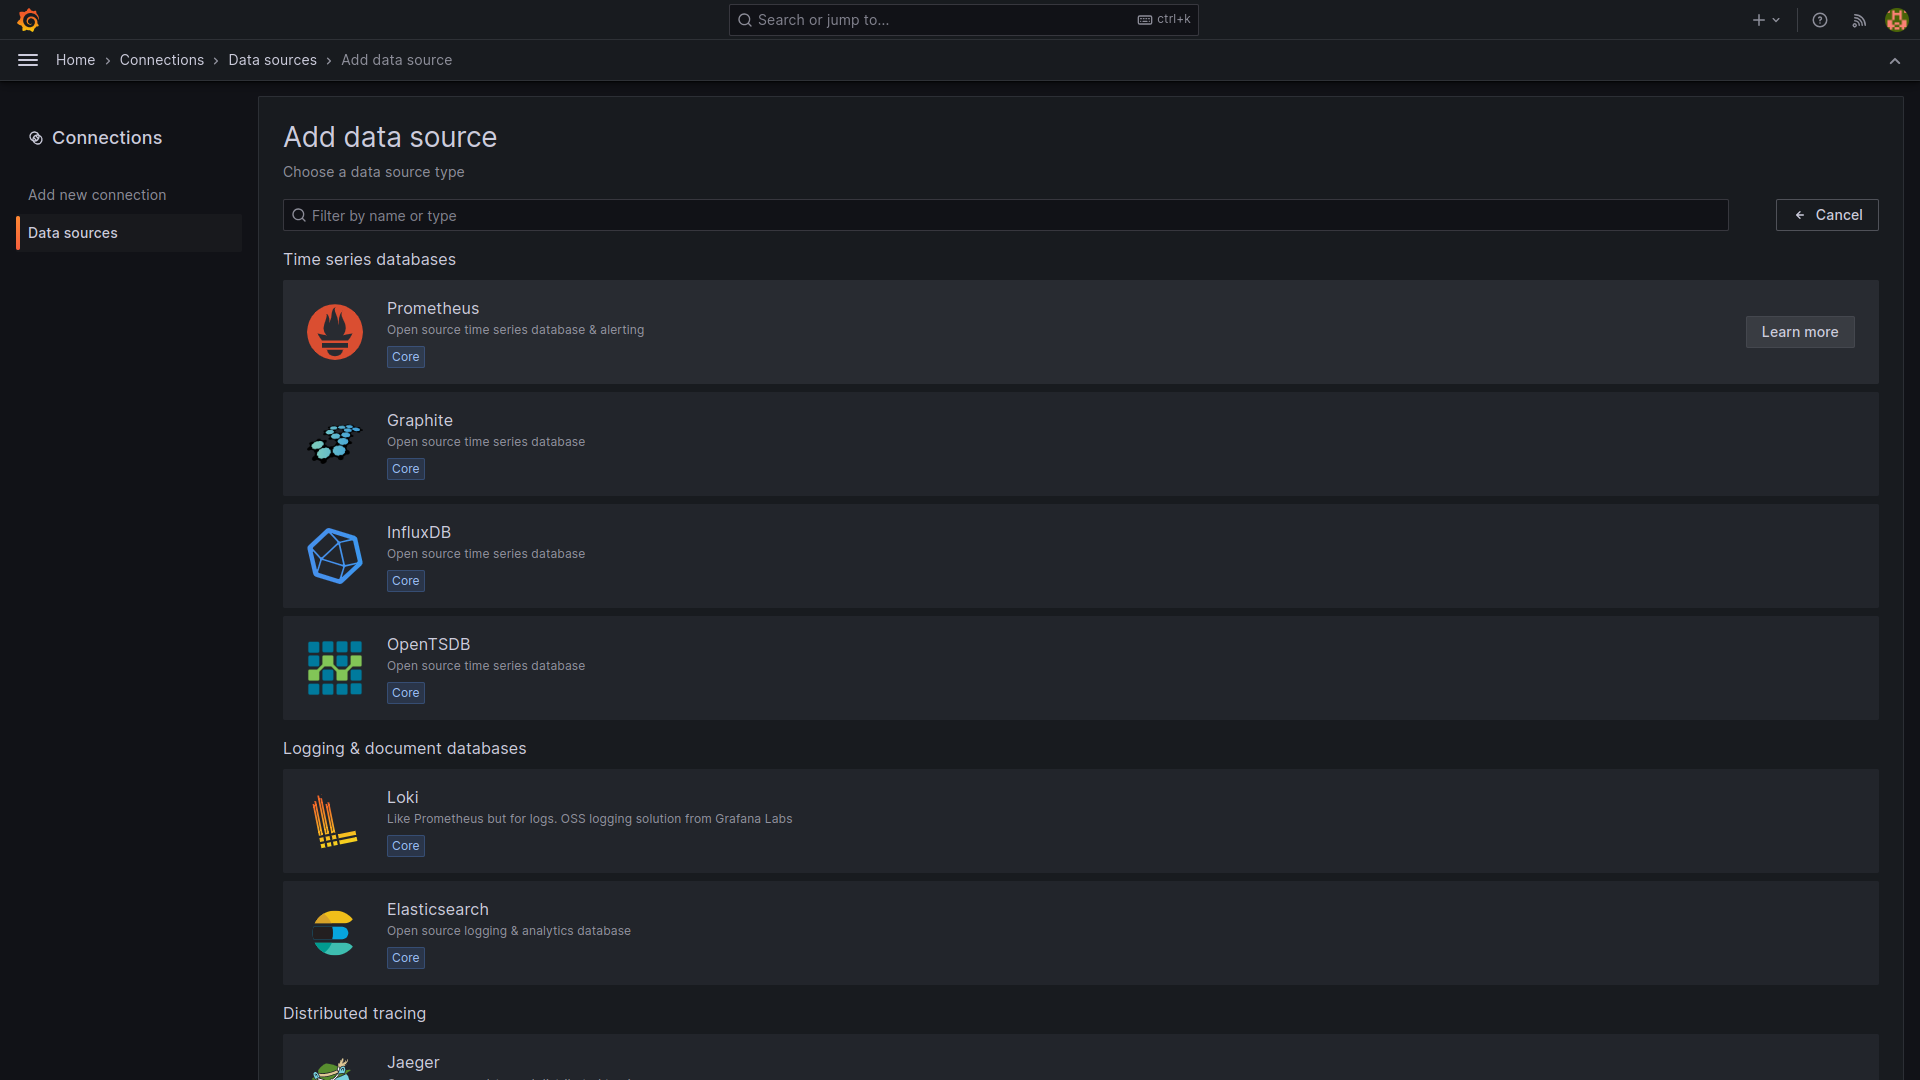 Search or jump to...
ctrl+k
Home
Connections
Data sources
Add data source
Connections
Add new connection
Data sources
Add data source
Choose a data source type
Filter by name or type
Cancel
Time series databases
Prometheus
Open source time series database & alerting
Core
Learn more
Graphite
Open source time series database
Core
InfluxDB
Open source time series database
Core
OpenTSDB
Open source time series database
Core
Logging & document databases
Loki
Like Prometheus but for logs. OSS logging solution from Grafana Labs
Core
Elasticsearch
Open source logging & analytics database
Core
Distributed tracing
Jaeger